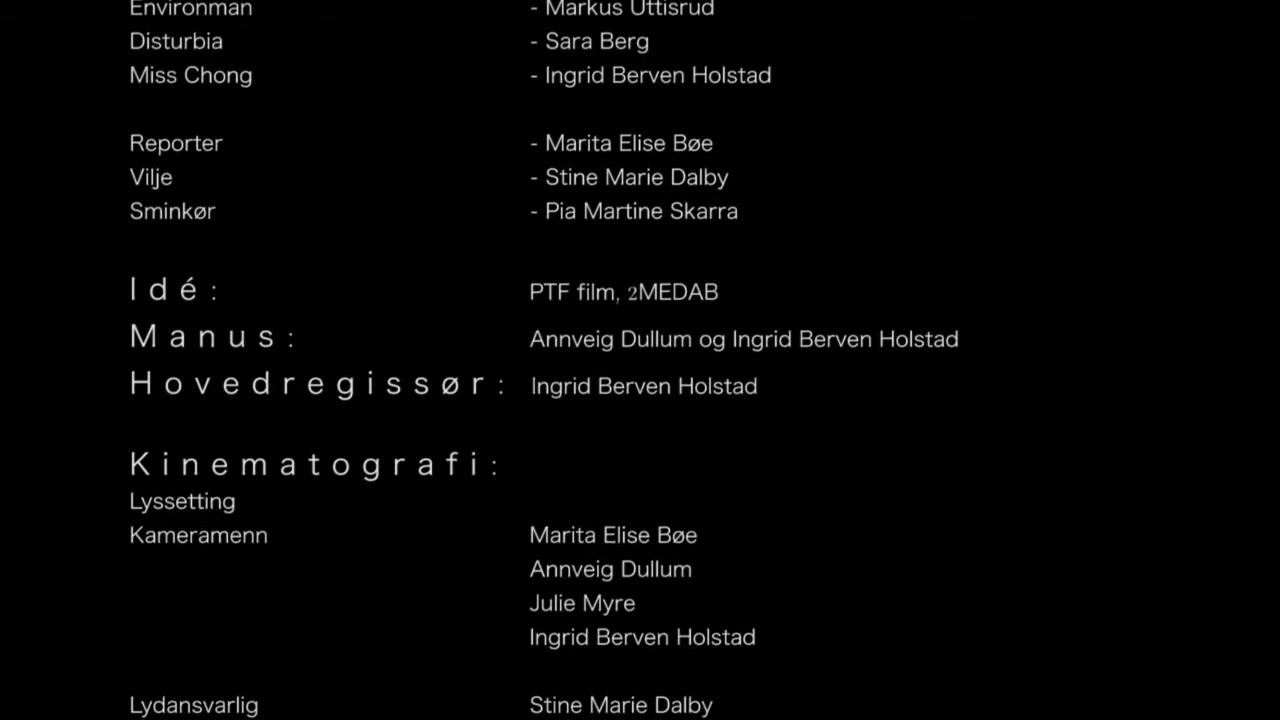 Environman - Markus Uttisrud
Disturbia - Sara Berg
Miss Chong - Ingrid Berven Holstad
Reporter - Marita Elise Bøe
Vilje - Stine Marie Dalby
Sminkør - Pia Martine Skarra
Idé: PTF film, 2MEDAB
Manus: Annveig Dullum og Ingrid Berven Holstad
Hovedregissør: Ingrid Berven Holstad
Kinematografi:
Lyssetting
Kameramenn Marita Elise Bøe
Annveig Dullum
Julie Myre
Ingrid Berven Holstad
Lydansvarlig Stine Marie Dalby